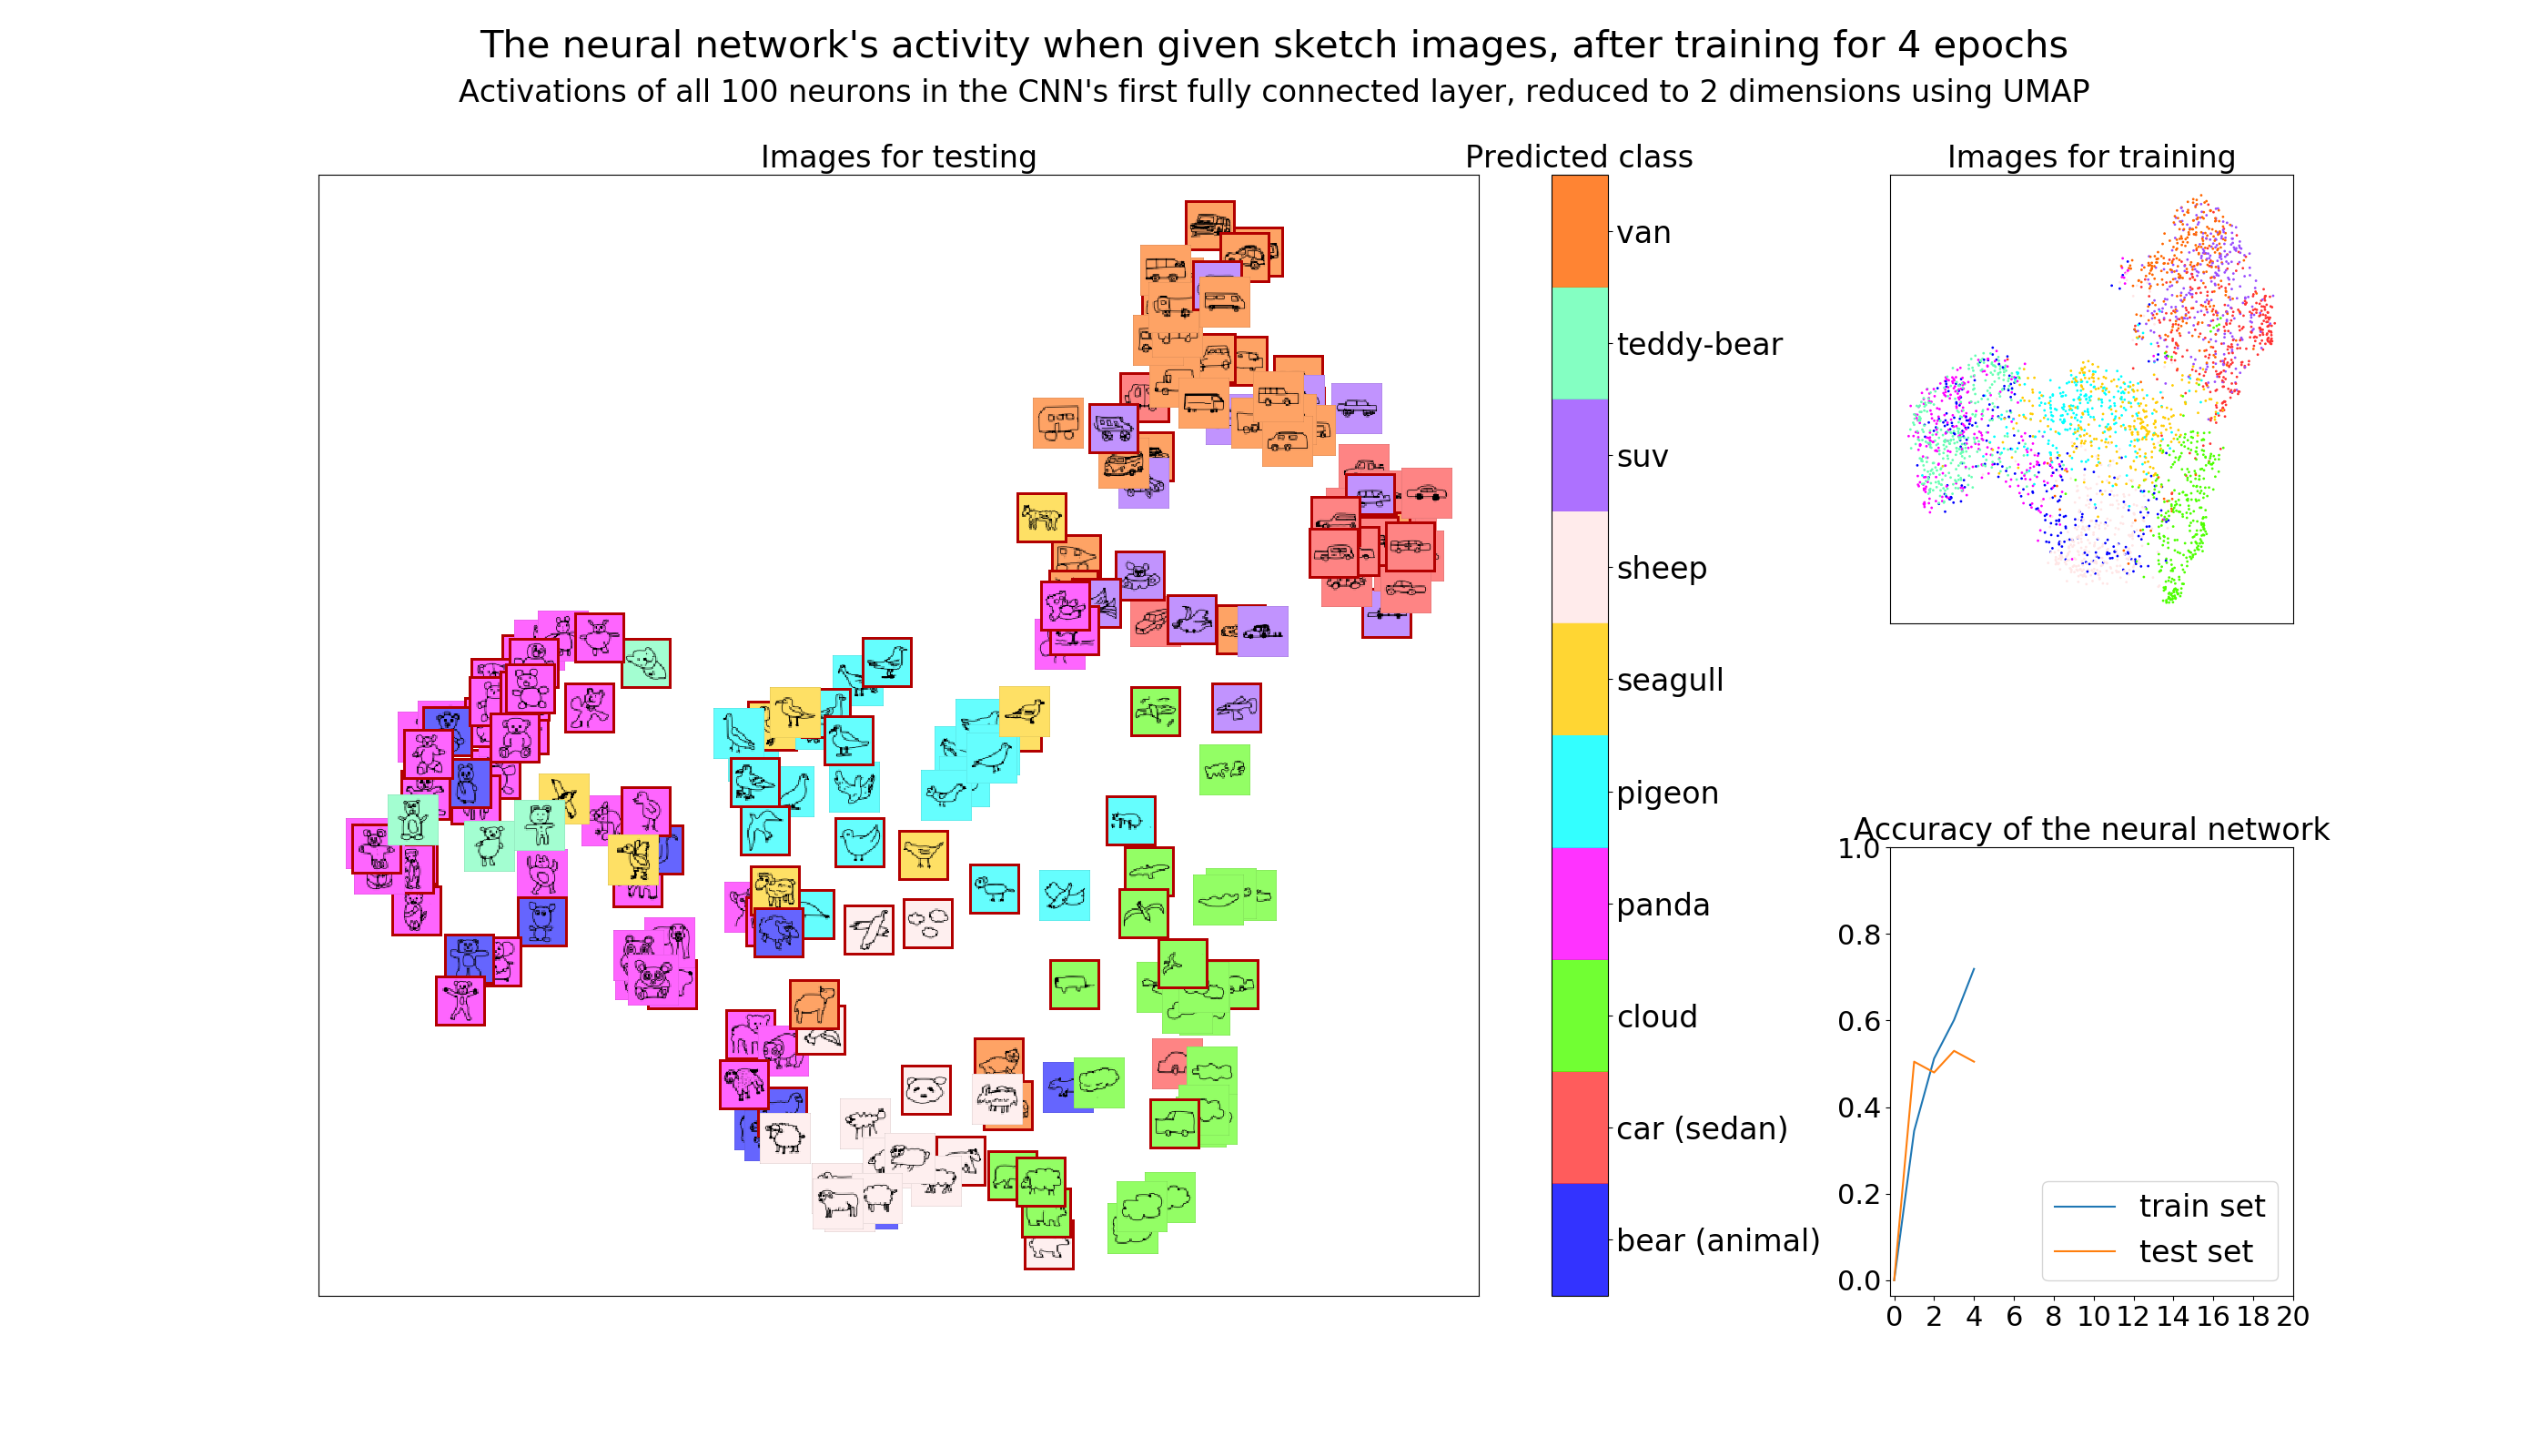 The neural network's activity when given sketch images, after training for 4 epochs
Activations of all 100 neurons in the CNN's first fully connected layer, reduced to 2 dimensions using UMAP
Images for testing
Predicted class
van
teddy-bear
suv
sheep
seagull
pigeon
panda
cloud
car (sedan)
bear (animal)
Images for training
Accuracy of the neural network
1.0
0.8
0.6
0.4
0.2
0.0
train set
test set
0 2 4 6 8 10 12 14 16 18 20